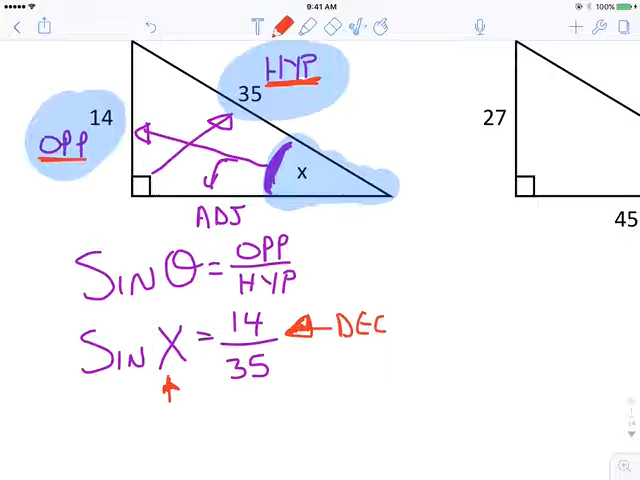 9:41 AM
100%
T
HYP
35
14
OPP
x
27
ADJ
45
Sin θ = OPP/HYP
Sin X = 14/35 ← DEC